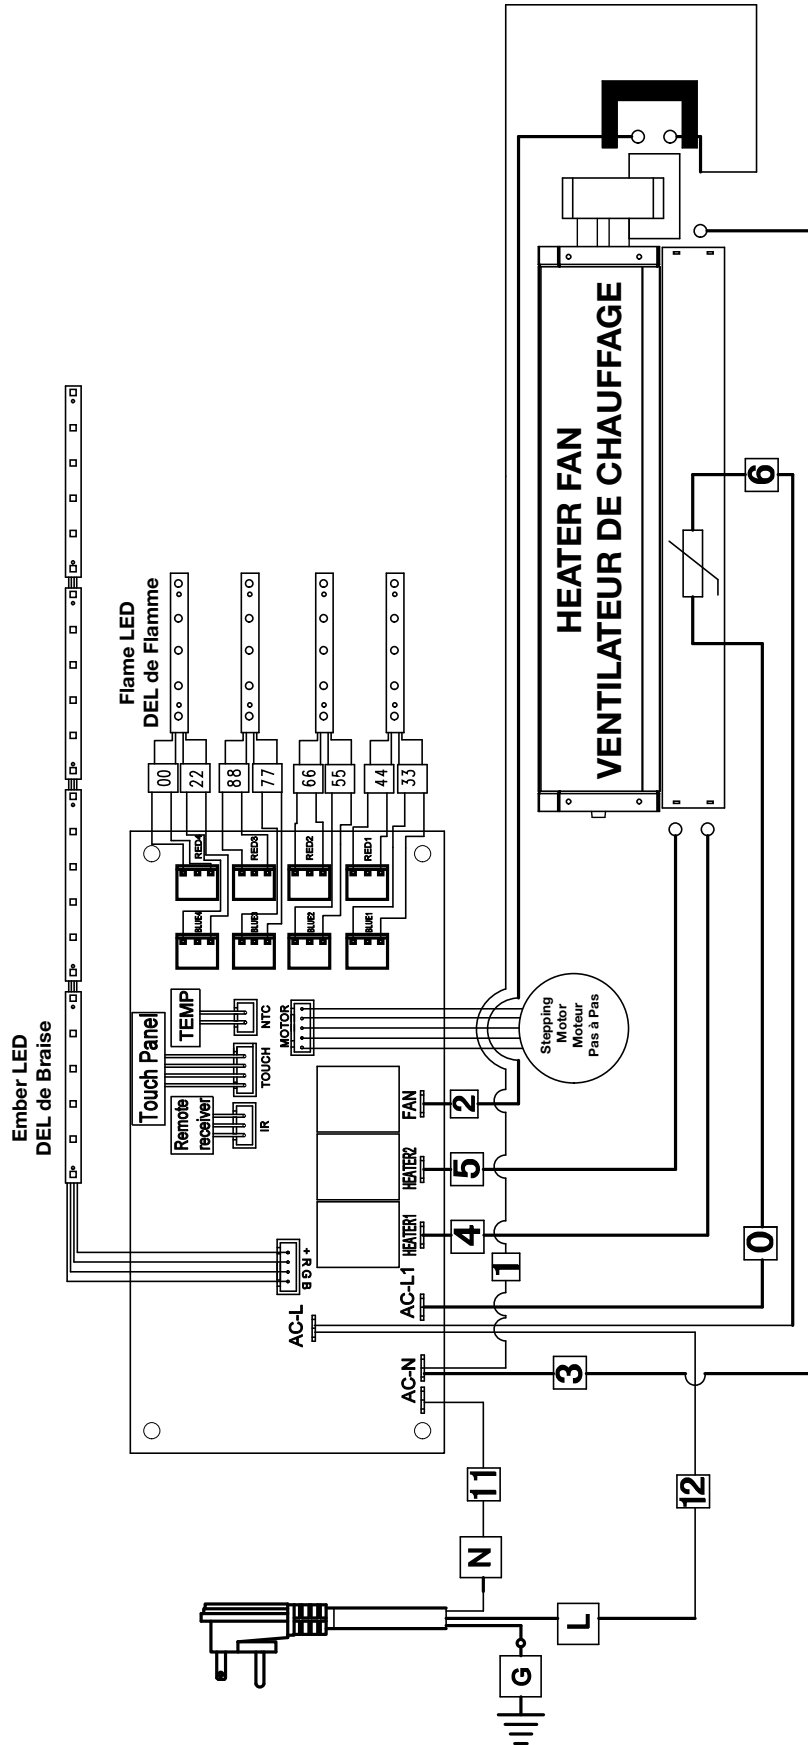 Ember LED
DEL de Braise
Flame LED
DEL de Flamme
00
22
88
77
66
55
44
33
RED4
RED3
RED2
RED1
BLUE4
BLUE3
BLUE2
BLUE1
Touch Panel
TEMP
Remote
receiver
NTC
TOUCH
IR
MOTOR
Stepping
Motor
Moteur
Pas à Pas
HEATER FAN
VENTILATEUR DE CHAUFFAGE
FAN
HEATER2
HEATER1
+ R G B
AC-L
AC-L1
AC-N
2
5
4
1
0
6
3
11
12
N
L
G